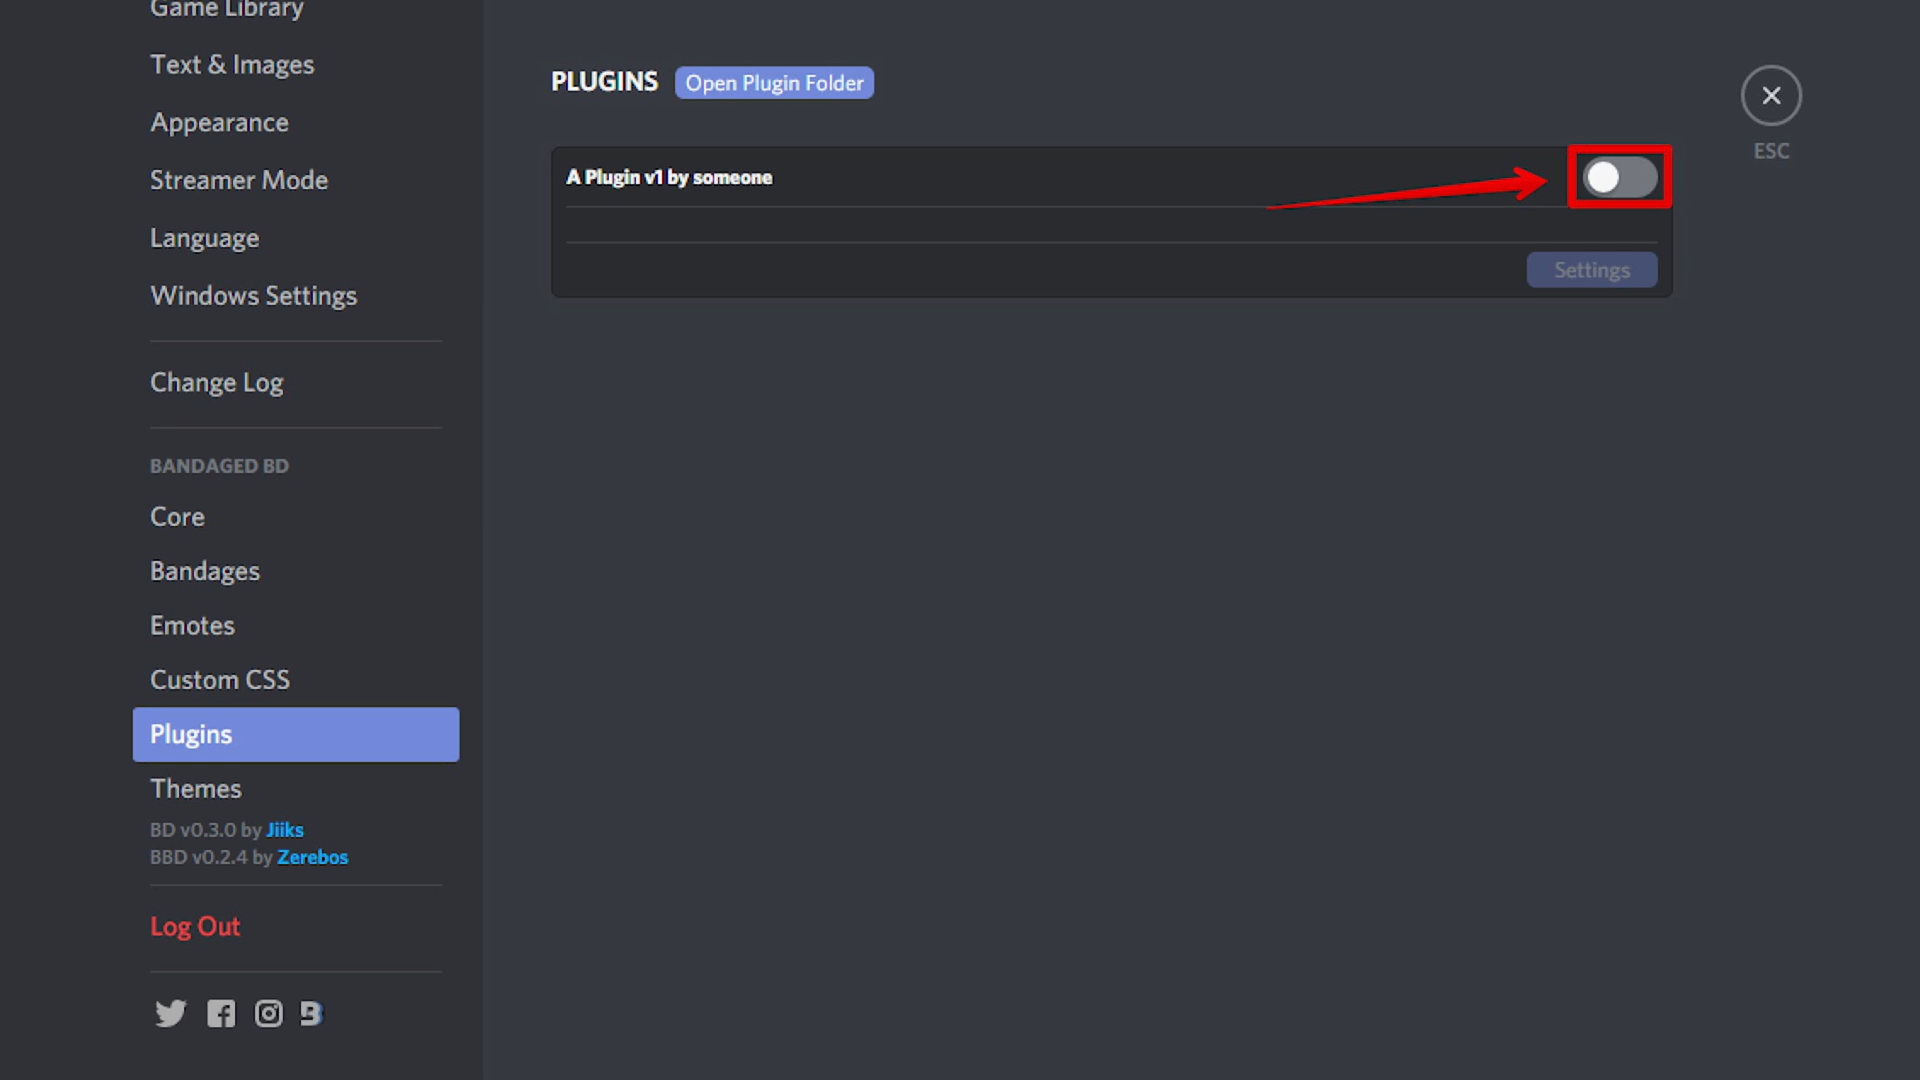 Game Library
Text & Images
Appearance
Streamer Mode
Language
Windows Settings
Change Log
BANDAGED BD
Core
Bandages
Emotes
Custom CSS
Plugins
Themes
BD v0.3.0 by Jiiks
BBD v0.2.4 by Zerebos
Log Out
PLUGINS Open Plugin Folder
A Plugin v1 by someone
Settings
ESC